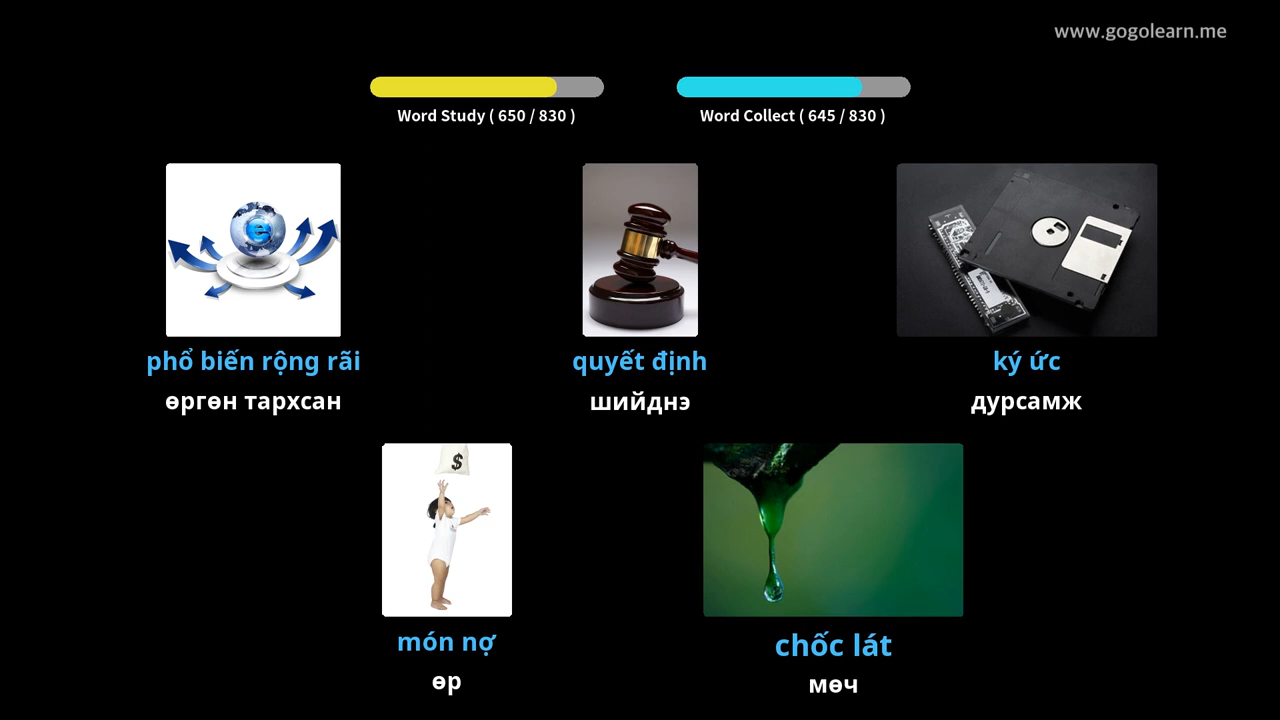 www.gogolearn.me
Word Study ( 650 / 830 )
Word Collect ( 645 / 830 )
phổ biến rộng rãi
өргөн тархсан
quyết định
шийднэ
ký ức
дурсамж
$
món nợ
өр
chốc lát
мөч